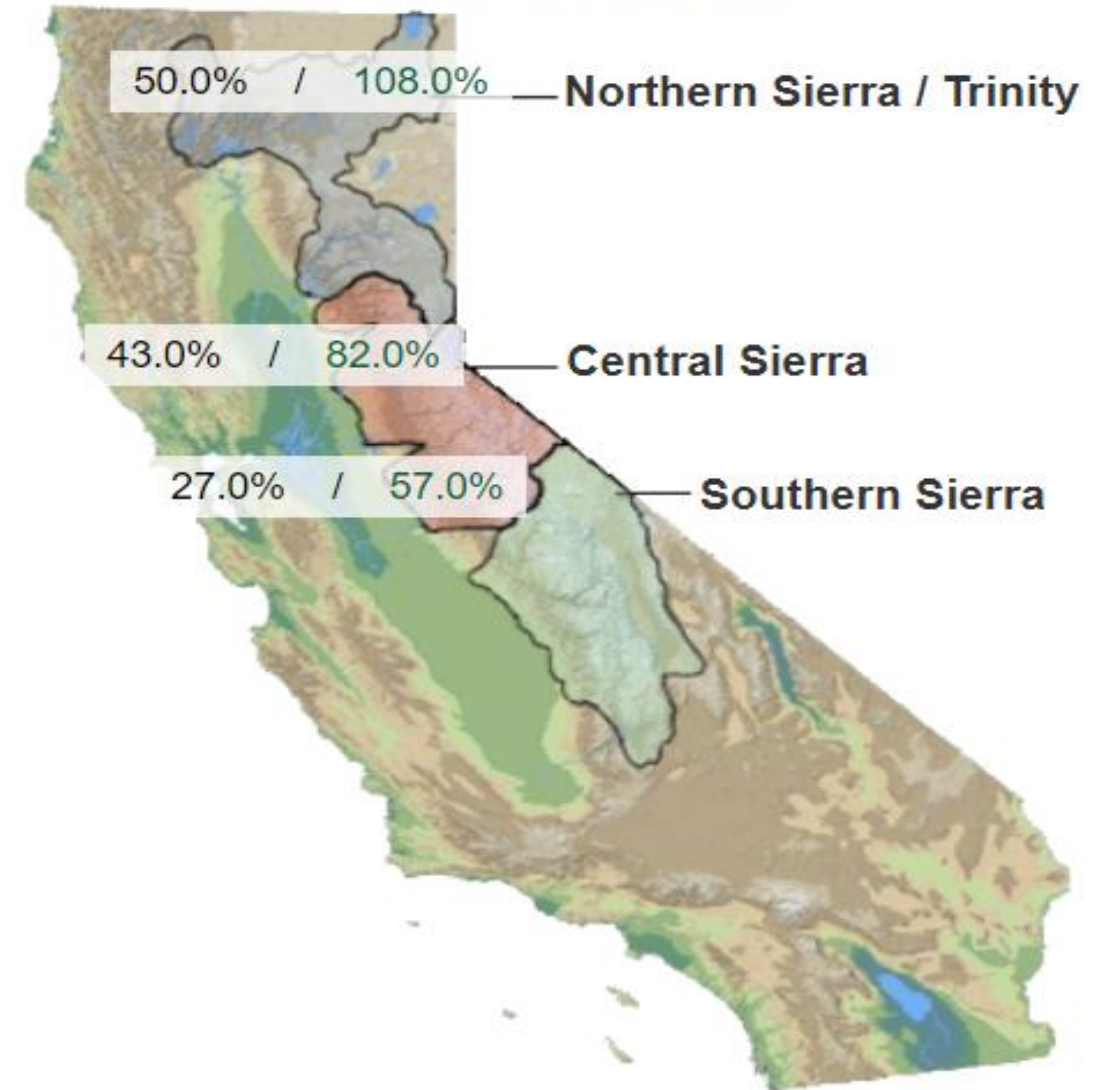 50.0% / 108.0% Northern Sierra / Trinity
43.0% / 82.0% Central Sierra
27.0% / 57.0% Southern Sierra